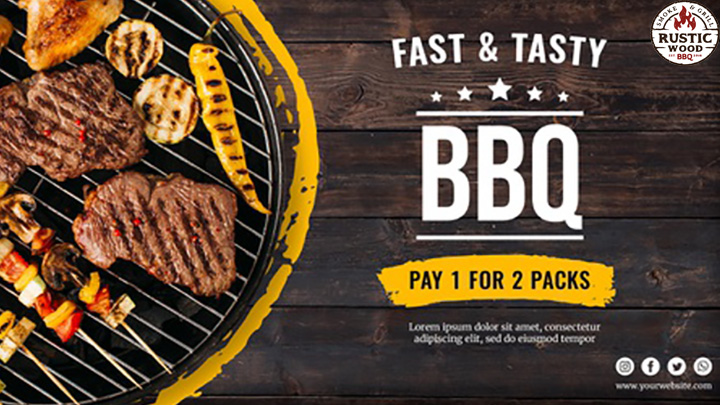 FAST & TASTY
BBQ
PAY 1 FOR 2 PACKS
Lorem ipsum dolor sit amet, consectetur
adipiscing elit, sed do eiusmod tempor
www.yourwebsite.com
SMOKE & GRILL
RUSTIC
WOOD
BBQ